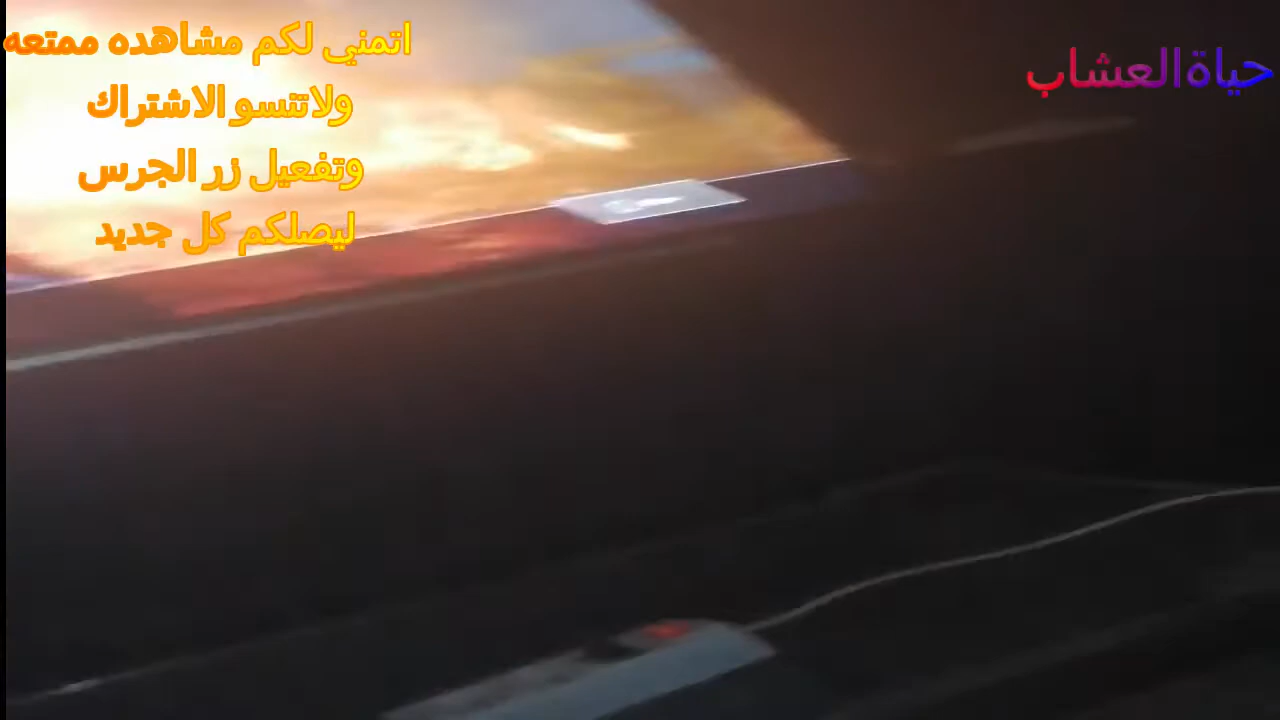 اتمني لكم مشاهده ممتعه
ولاتنسو الاشتراك
وتفعيل زر الجرس
ليصلكم كل جديد
حياة العشاب